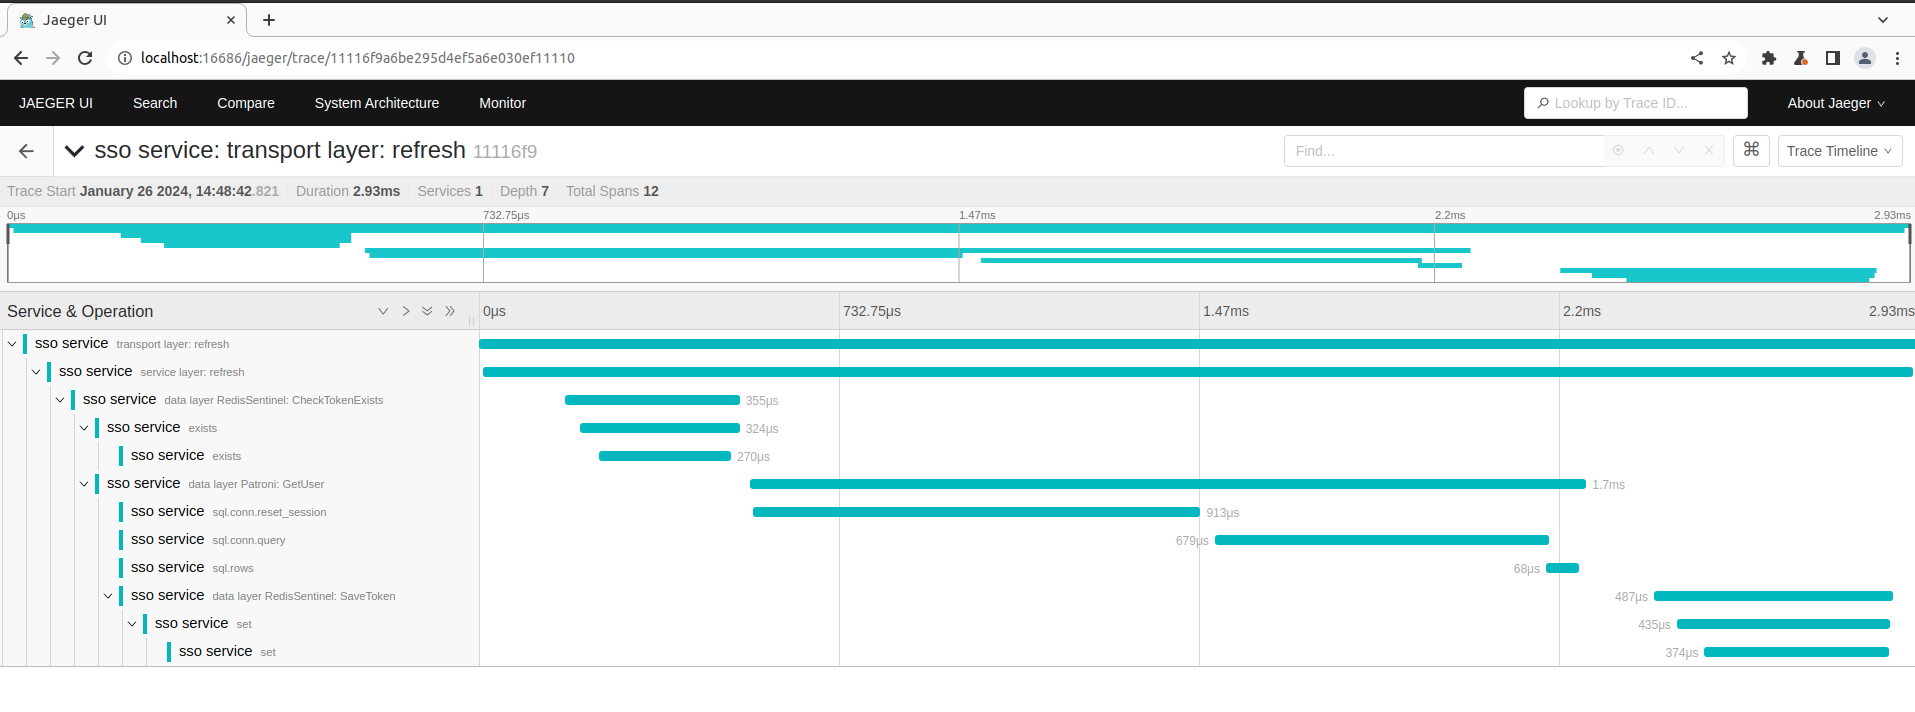 Jaeger UI
localhost:16686/jaeger/trace/11116f9a6be295d4ef5a6e030ef11110
JAEGER UI Search Compare System Architecture Monitor Lookup by Trace ID... About Jaeger
sso service: transport layer: refresh 11116f9 Find... ⌘ Trace Timeline
Trace Start January 26 2024, 14:48:42.821 Duration 2.93ms Services 1 Depth 7 Total Spans 12
0μs 732.75μs 1.47ms 2.2ms 2.93ms
Service & Operation 0μs 732.75μs 1.47ms 2.2ms 2.93ms
sso service transport layer: refresh
sso service service layer: refresh
sso service data layer RedisSentinel: CheckTokenExists 355μs
sso service exists 324μs
sso service exists 270μs
sso service data layer Patroni: GetUser 1.7ms
sso service sql.conn.reset_session 913μs
sso service sql.conn.query 679μs
sso service sql.rows 68μs
sso service data layer RedisSentinel: SaveToken 487μs
sso service set 435μs
sso service set 374μs